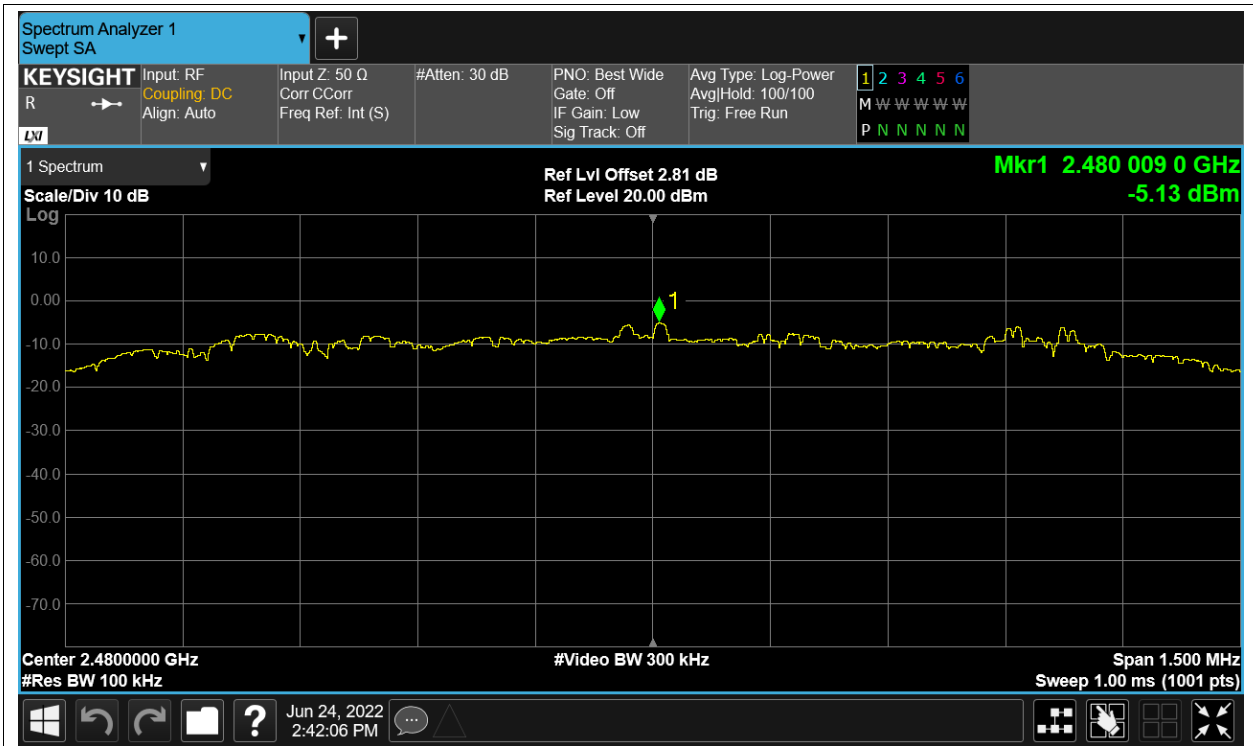 Spectrum Analyzer 1
Swept SA
▼
+
KEYSIGHT Input: RF Input Z: 50 Ω #Atten: 30 dB PNO: Best Wide Avg Type: Log-Power 1 2 3 4 5 6
R Coupling: DC Corr CCorr Gate: Off Avg|Hold: 100/100 M W W W W W
Align: Auto Freq Ref: Int (S) IF Gain: Low Trig: Free Run
LXI Sig Track: Off P N N N N N
1 Spectrum ▼ Ref Lvl Offset 2.81 dB Mkr1 2.480 009 0 GHz
Scale/Div 10 dB Ref Level 20.00 dBm -5.13 dBm
Log
10.0
0.00
1
-10.0
-20.0
-30.0
-40.0
-50.0
-60.0
-70.0
Center 2.4800000 GHz #Video BW 300 kHz Span 1.500 MHz
#Res BW 100 kHz Sweep 1.00 ms (1001 pts)
? Jun 24, 2022
2:42:06 PM